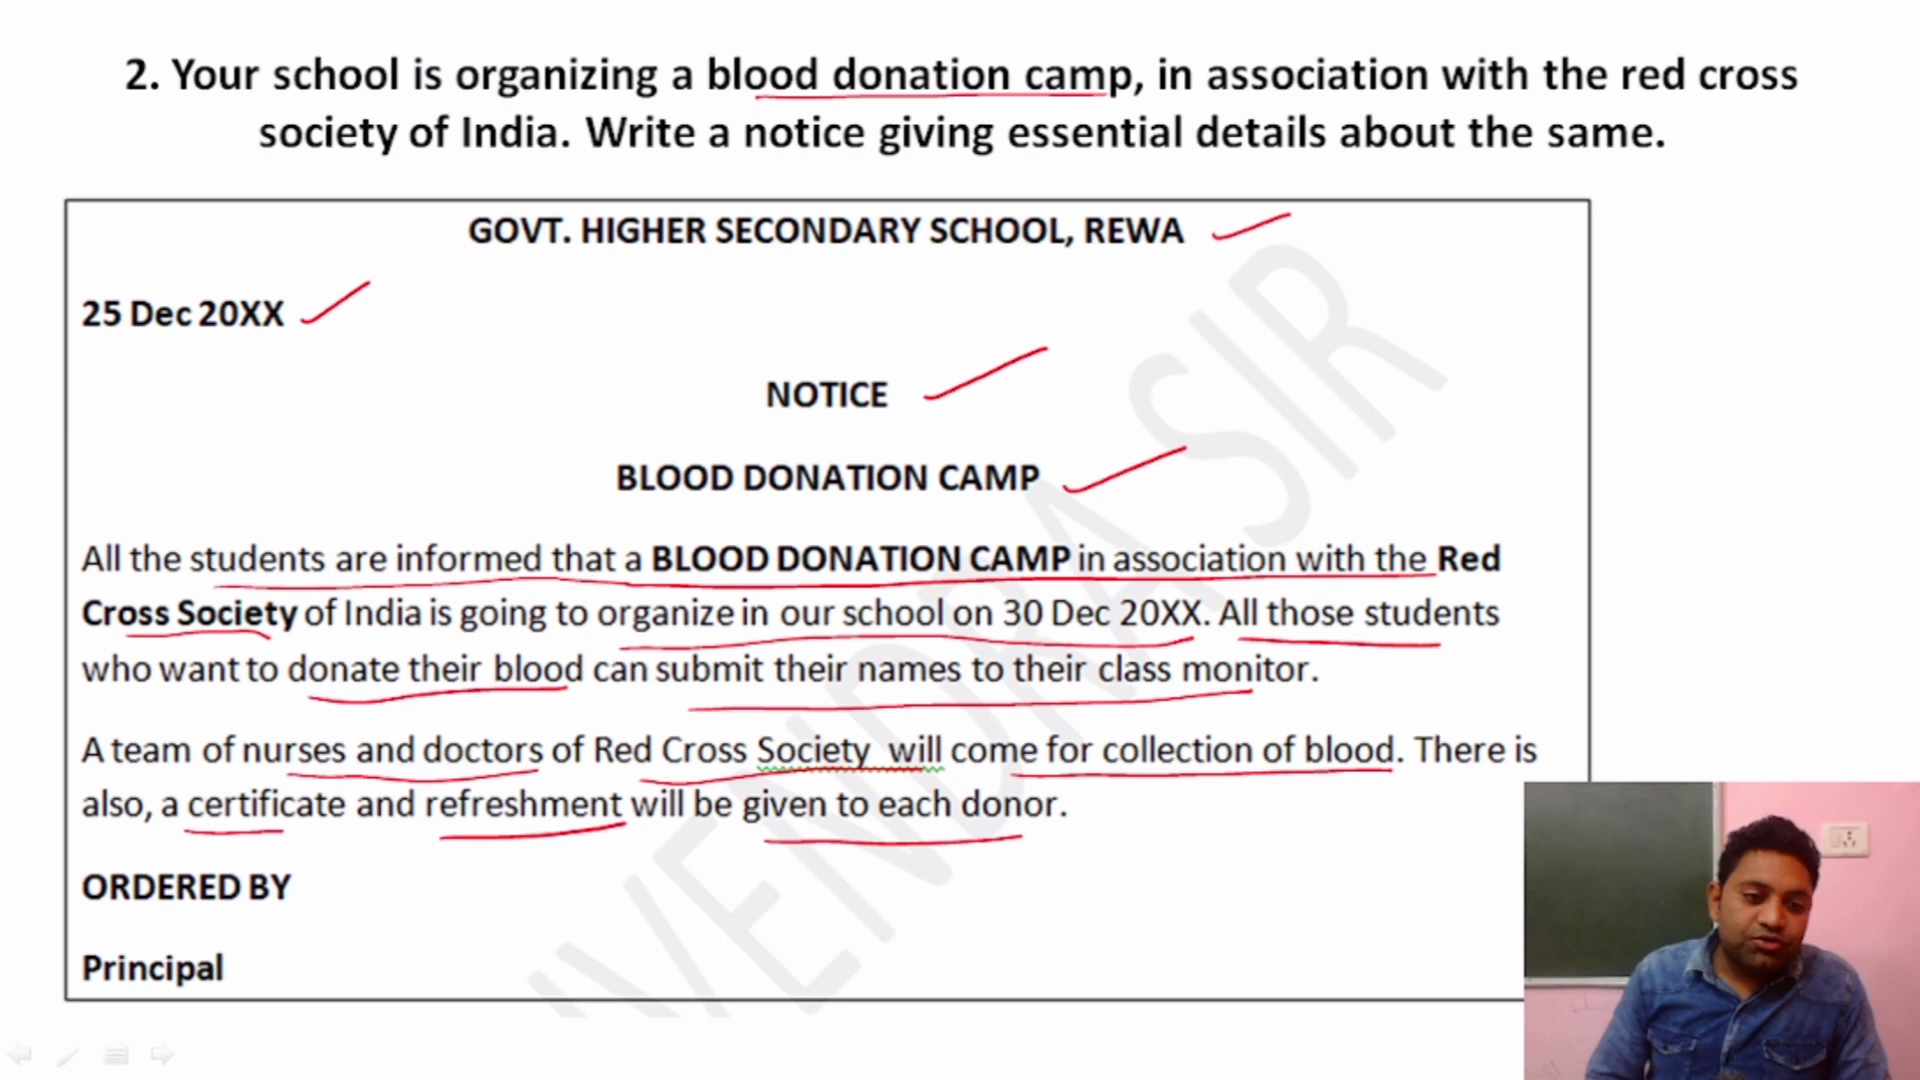 2. Your school is organizing a blood donation camp, in association with the red cross
society of India. Write a notice giving essential details about the same.
GOVT. HIGHER SECONDARY SCHOOL, REWA
25 Dec 20XX
NOTICE
BLOOD DONATION CAMP
All the students are informed that a BLOOD DONATION CAMP in association with the Red
Cross Society of India is going to organize in our school on 30 Dec 20XX. All those students
who want to donate their blood can submit their names to their class monitor.
A team of nurses and doctors of Red Cross Society will come for collection of blood. There is
also, a certificate and refreshment will be given to each donor.
ORDERED BY
Principal
VENDRA SIR